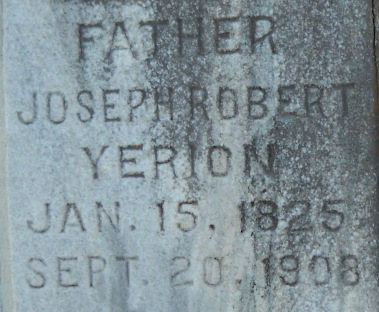 FATHER
JOSEPH ROBERT
YERION
JAN. 15, 1825
SEPT. 20, 1908